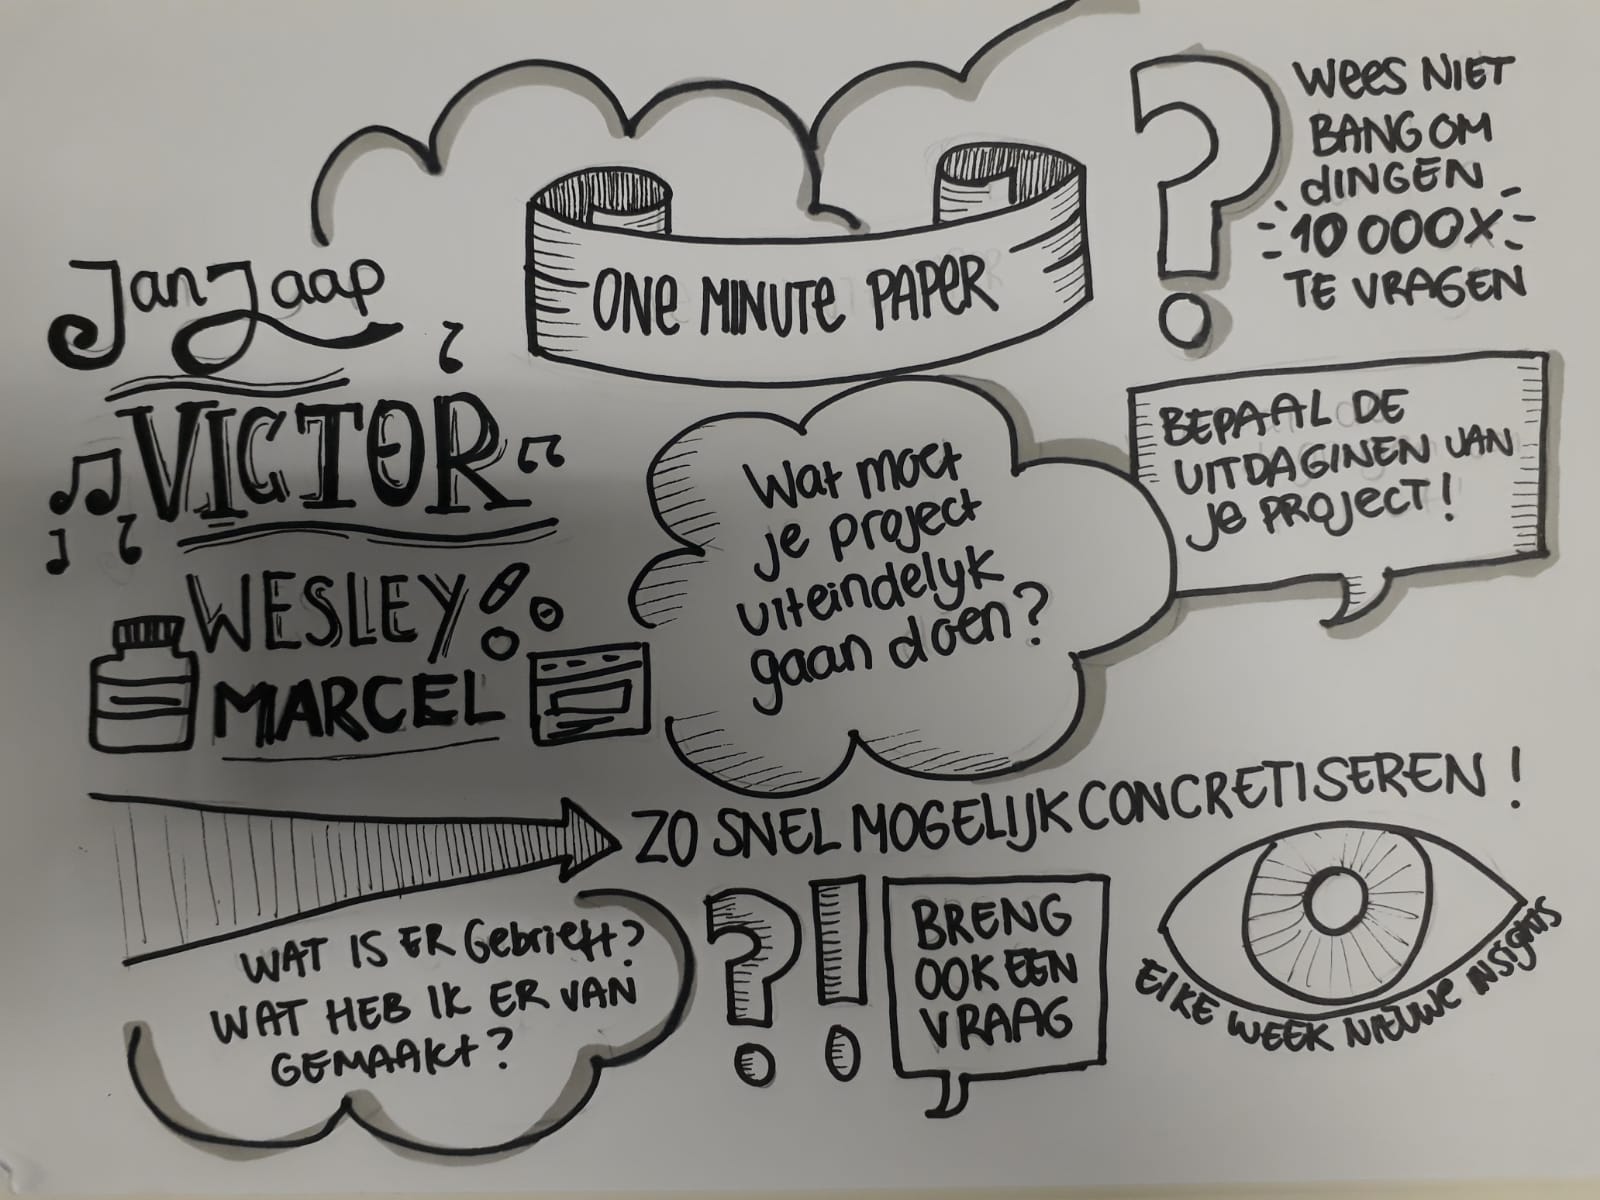 ONE MINUTE PAPER
Wees NIET
BANG OM
dINGEN
10 000X
TE VRAGEN
Jan Jaap
VICTOR
WESLEY
MARCEL
Wat moet
je project
uiteindelyk
gaan doen?
BEPAAL DE
UITDAGINEN VAN
Je PROJECT!
ZO SNEL MOGELIJK CONCRETISEREN!
WAT IS ER Gebrieft?
WAT HEB IK ER VAN
GEMAAKt?
BRENG
OOK EEN
VRAAG
ElKE WEEK NIEUWE INSIGHTS